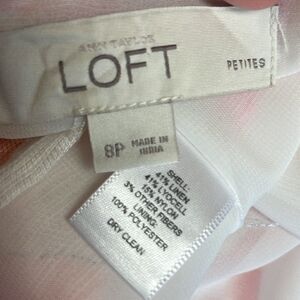 ANN TAYLOR
LOFT
PETITES
8P
MADE IN
INDIA
SHELL:
41% LINEN
41% LYOCELL
15% NYLON
3% OTHER FIBERS
LINING:
100% POLYESTER
DRY CLEAN